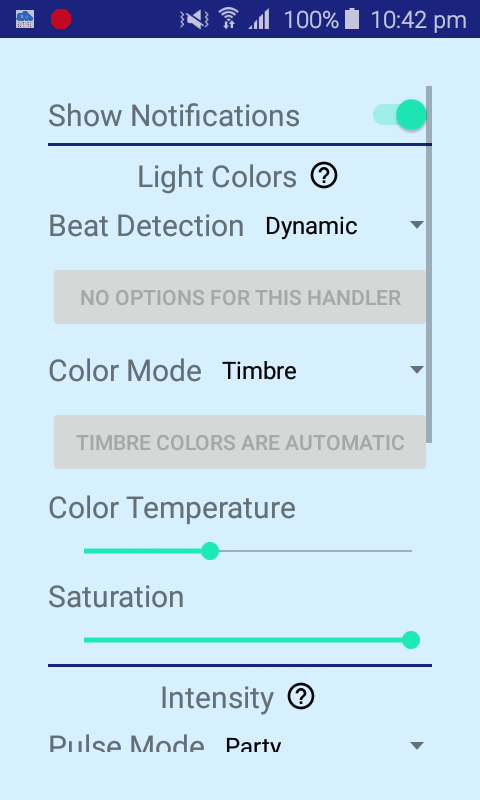 100% 10:42 pm
Show Notifications
Light Colors
Beat Detection Dynamic
NO OPTIONS FOR THIS HANDLER
Color Mode Timbre
TIMBRE COLORS ARE AUTOMATIC
Color Temperature
Saturation
Intensity
Pulse Mode Party